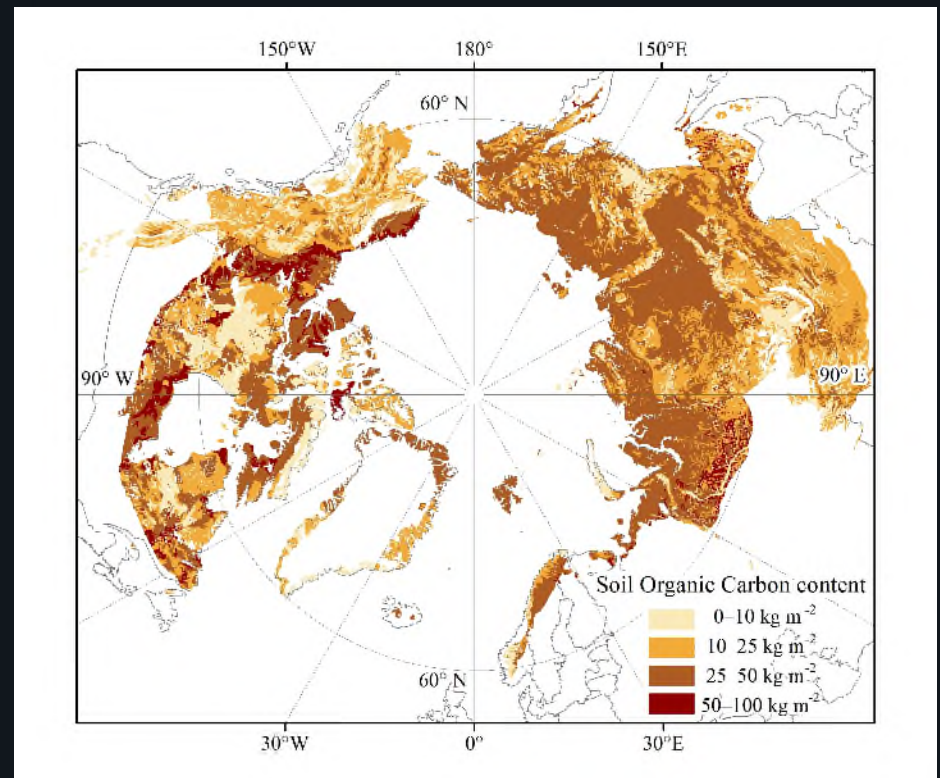 150°W 180° 150°E
60° N
90° W 90° E
Soil Organic Carbon content
0–10 kg m-2
10 25 kg m-2
25 50 kg m-2
50–100 kg m-2
60° N
30°W 0° 30°E